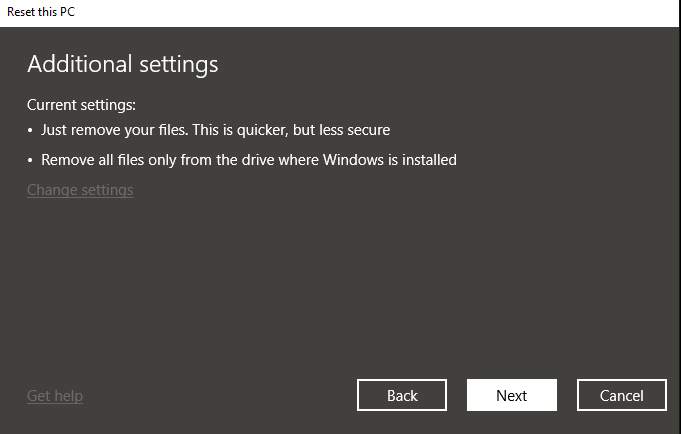 Reset this PC
Additional settings
Current settings:
• Just remove your files. This is quicker, but less secure
• Remove all files only from the drive where Windows is installed
Change settings
Get help
Back
Next
Cancel